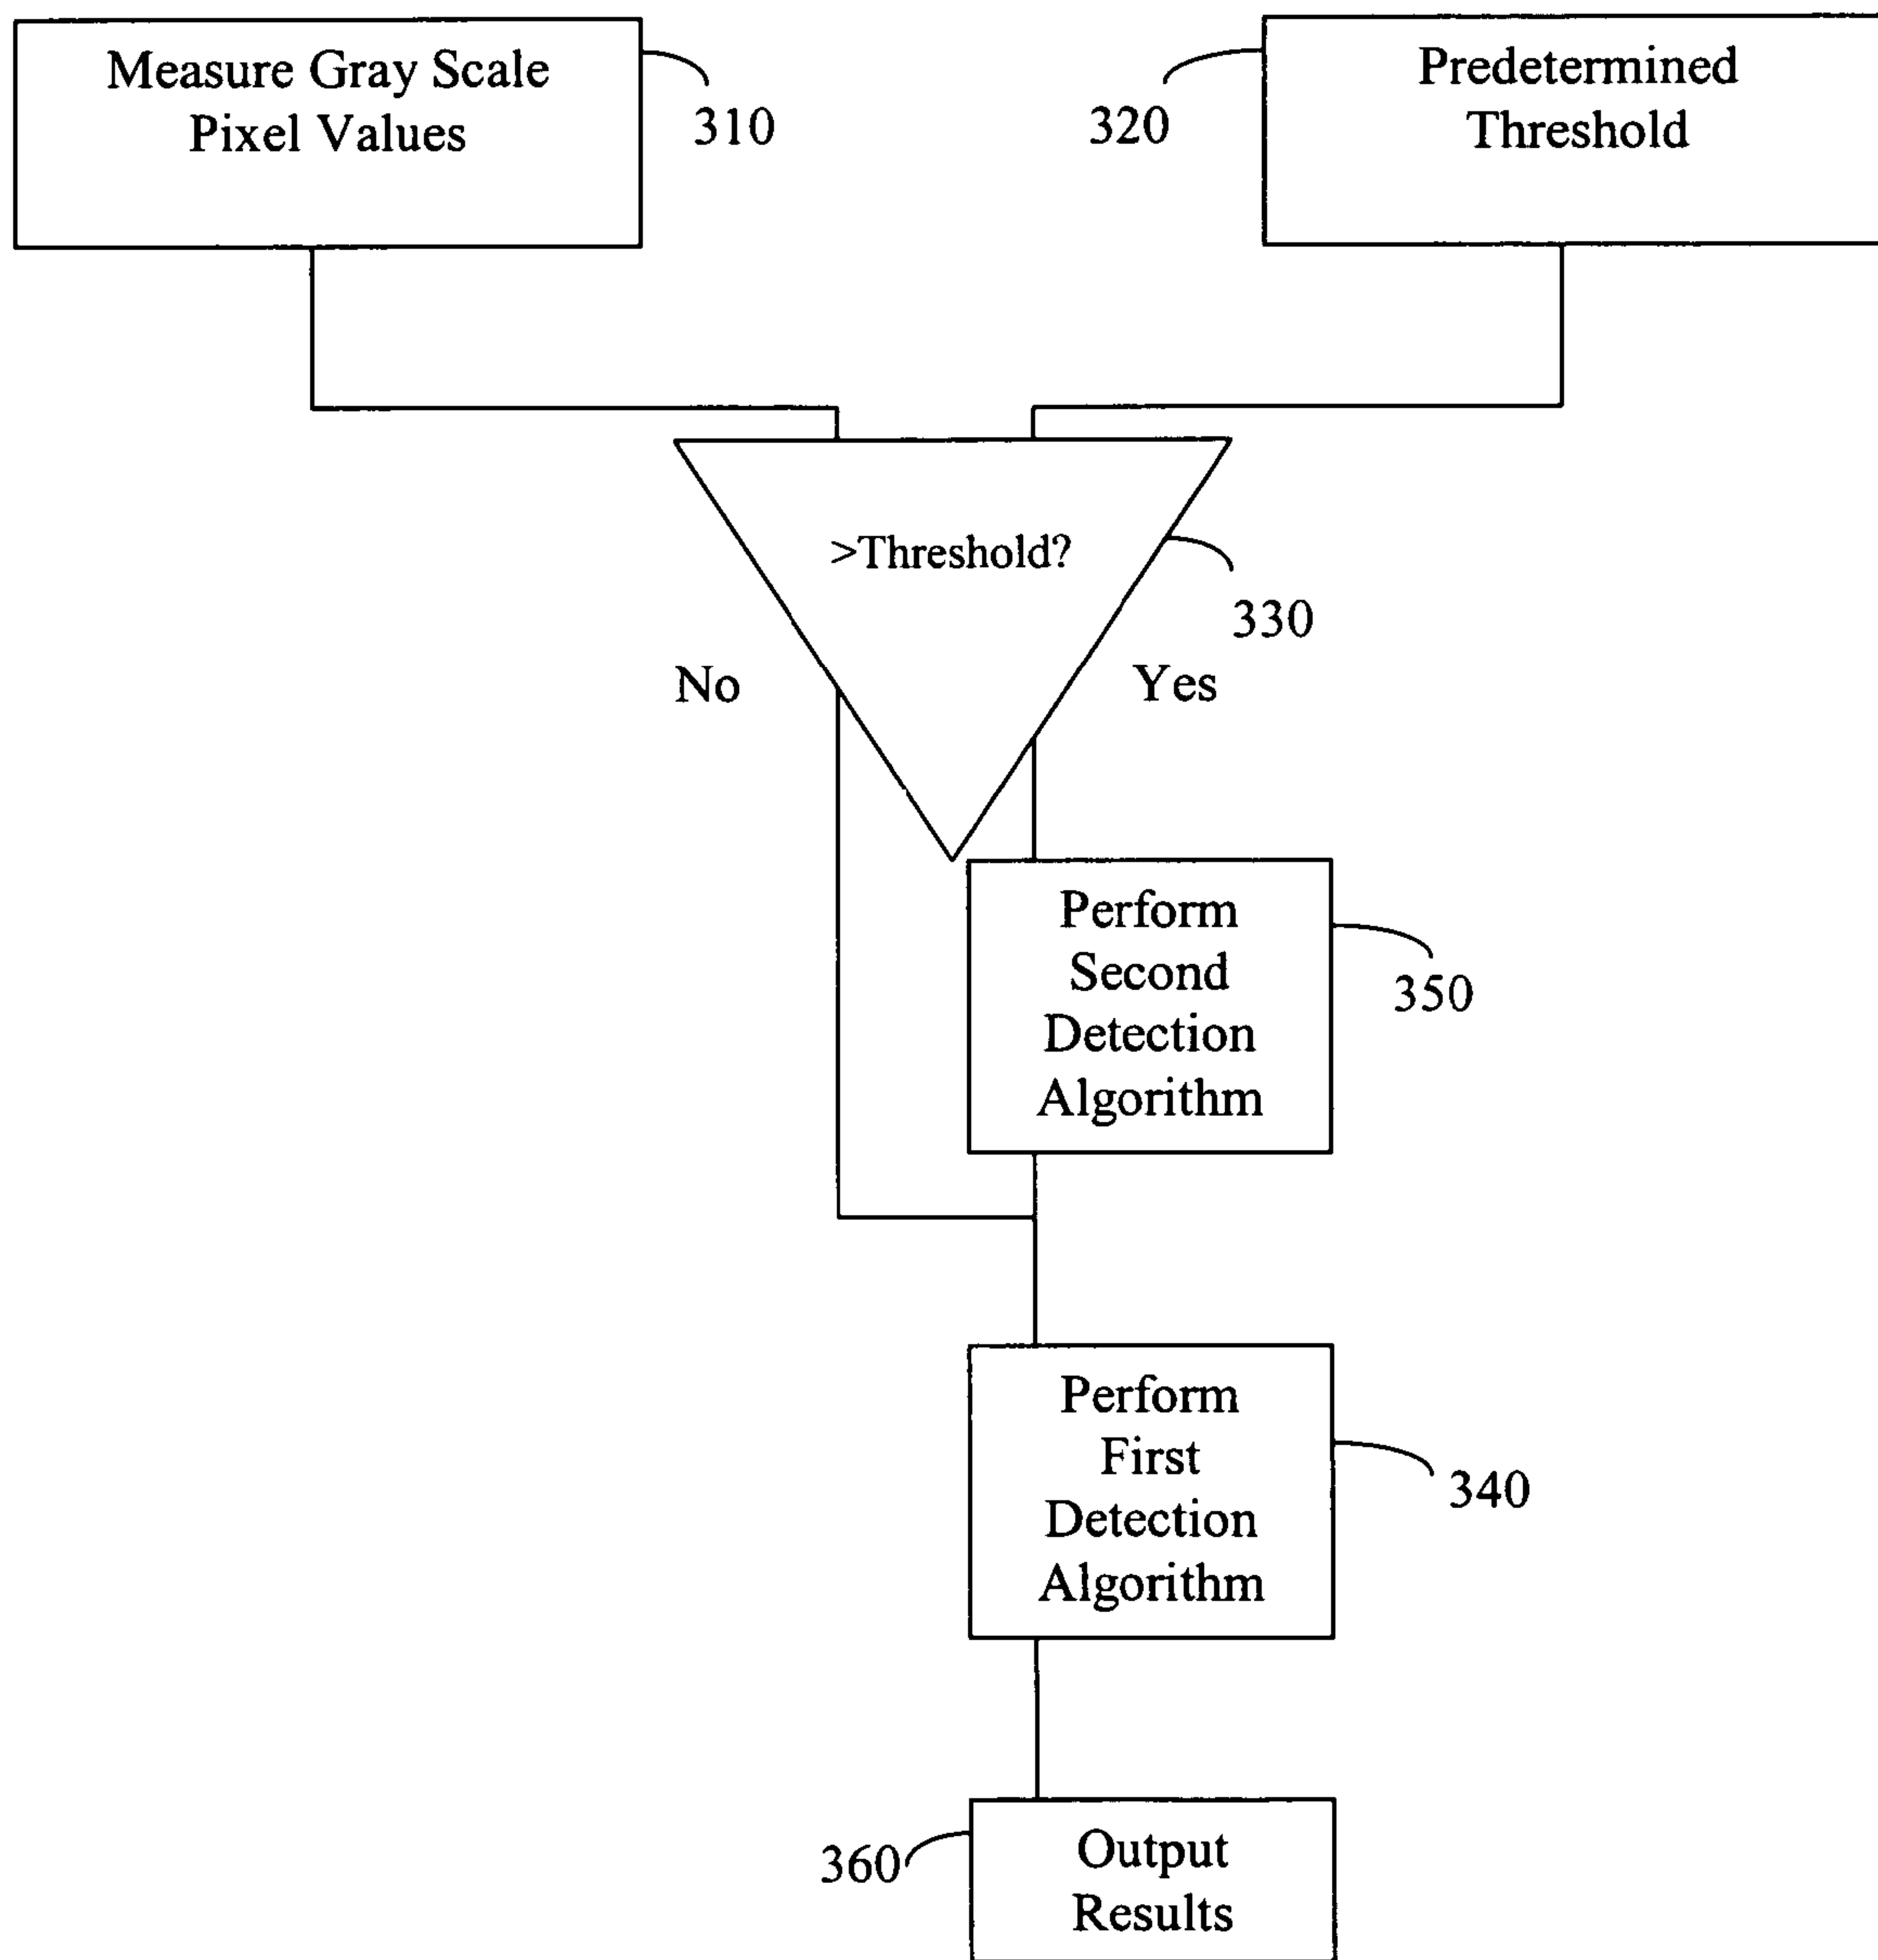 Measure Gray Scale
Pixel Values
310
320
Predetermined
Threshold
>Threshold?
330
No
Yes
Perform
Second
Detection
Algorithm
350
Perform
First
Detection
Algorithm
340
360
Output
Results